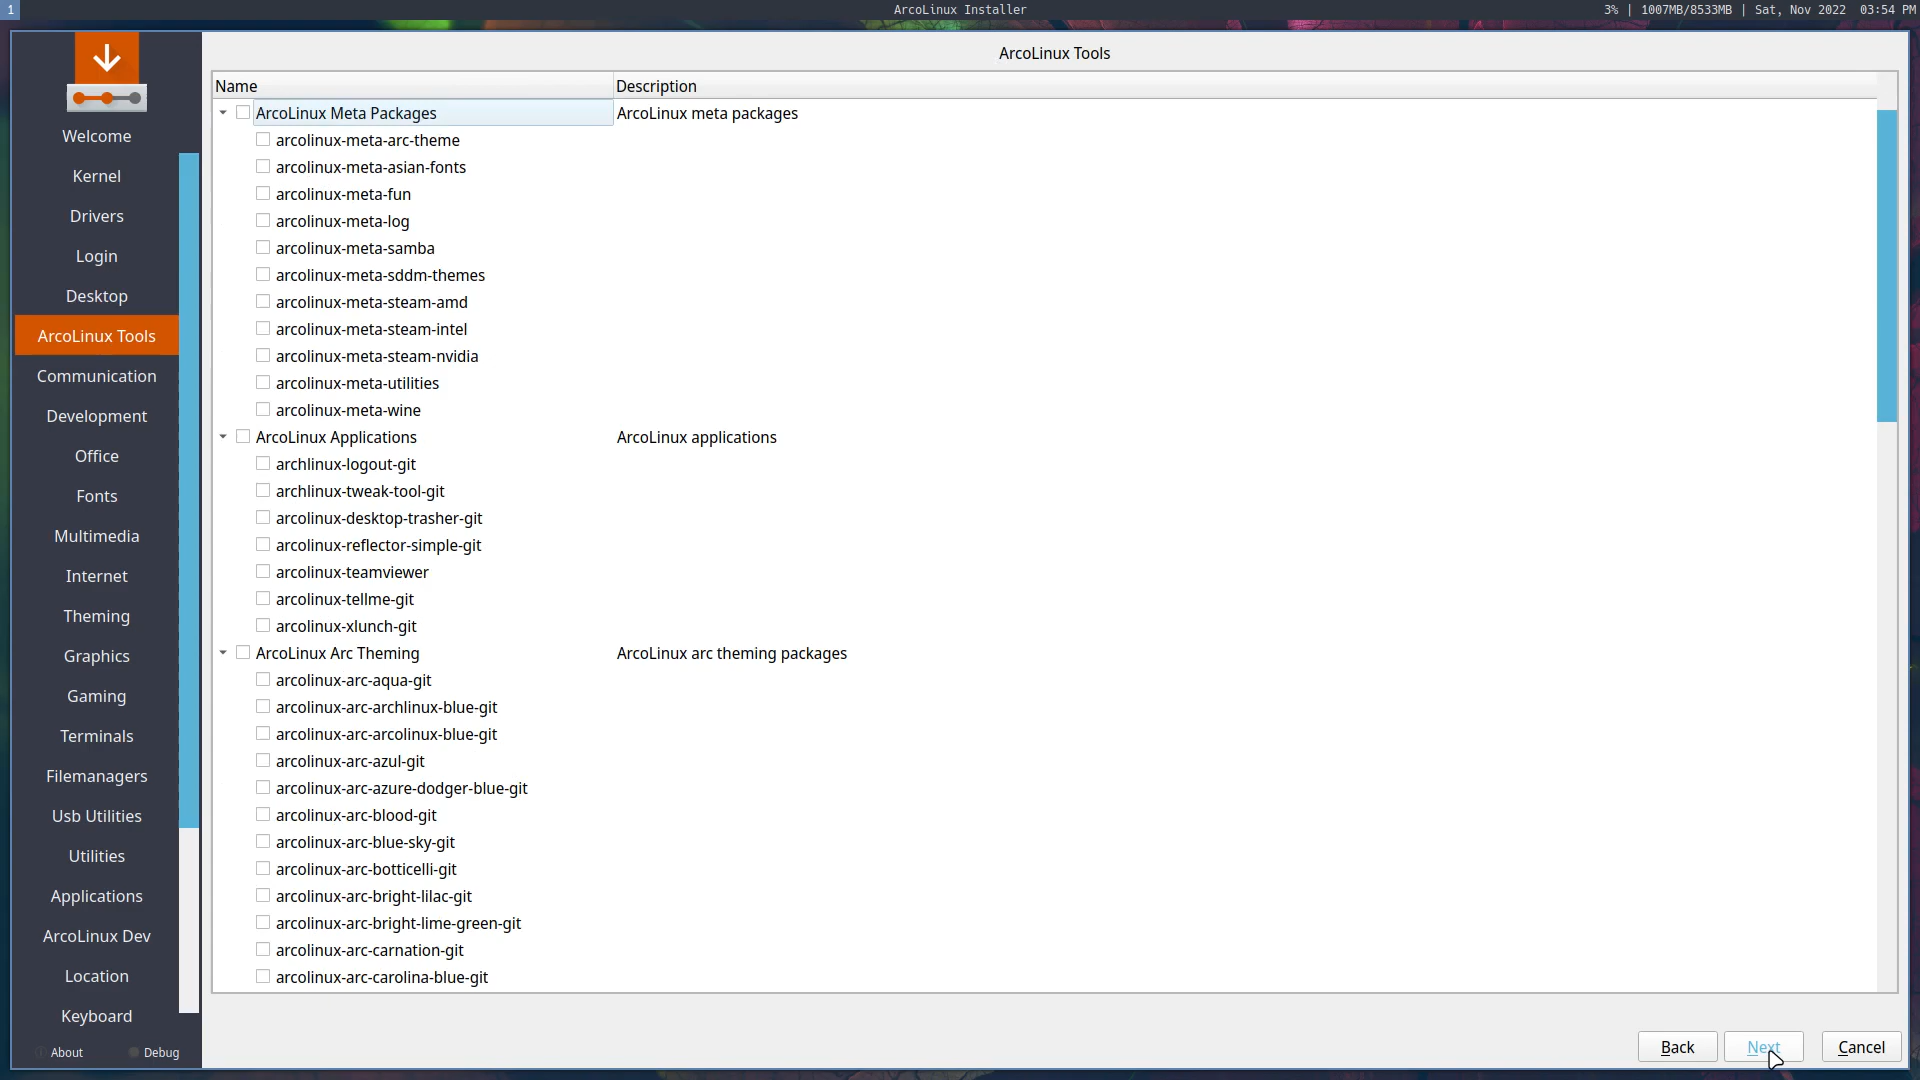 1
ArcoLinux Installer
3% | 1007MB/8533MB | Sat, Nov 2022  03:54 PM
Welcome
Kernel
Drivers
Login
Desktop
ArcoLinux Tools
Communication
Development
Office
Fonts
Multimedia
Internet
Theming
Graphics
Gaming
Terminals
Filemanagers
Usb Utilities
Utilities
Applications
ArcoLinux Dev
Location
Keyboard
About
Debug
ArcoLinux Tools
Name Description
ArcoLinux Meta Packages ArcoLinux meta packages
arcolinux-meta-arc-theme
arcolinux-meta-asian-fonts
arcolinux-meta-fun
arcolinux-meta-log
arcolinux-meta-samba
arcolinux-meta-sddm-themes
arcolinux-meta-steam-amd
arcolinux-meta-steam-intel
arcolinux-meta-steam-nvidia
arcolinux-meta-utilities
arcolinux-meta-wine
ArcoLinux Applications ArcoLinux applications
archlinux-logout-git
archlinux-tweak-tool-git
arcolinux-desktop-trasher-git
arcolinux-reflector-simple-git
arcolinux-teamviewer
arcolinux-tellme-git
arcolinux-xlunch-git
ArcoLinux Arc Theming ArcoLinux arc theming packages
arcolinux-arc-aqua-git
arcolinux-arc-archlinux-blue-git
arcolinux-arc-arcolinux-blue-git
arcolinux-arc-azul-git
arcolinux-arc-azure-dodger-blue-git
arcolinux-arc-blood-git
arcolinux-arc-blue-sky-git
arcolinux-arc-botticelli-git
arcolinux-arc-bright-lilac-git
arcolinux-arc-bright-lime-green-git
arcolinux-arc-carnation-git
arcolinux-arc-carolina-blue-git
Back
Next
Cancel